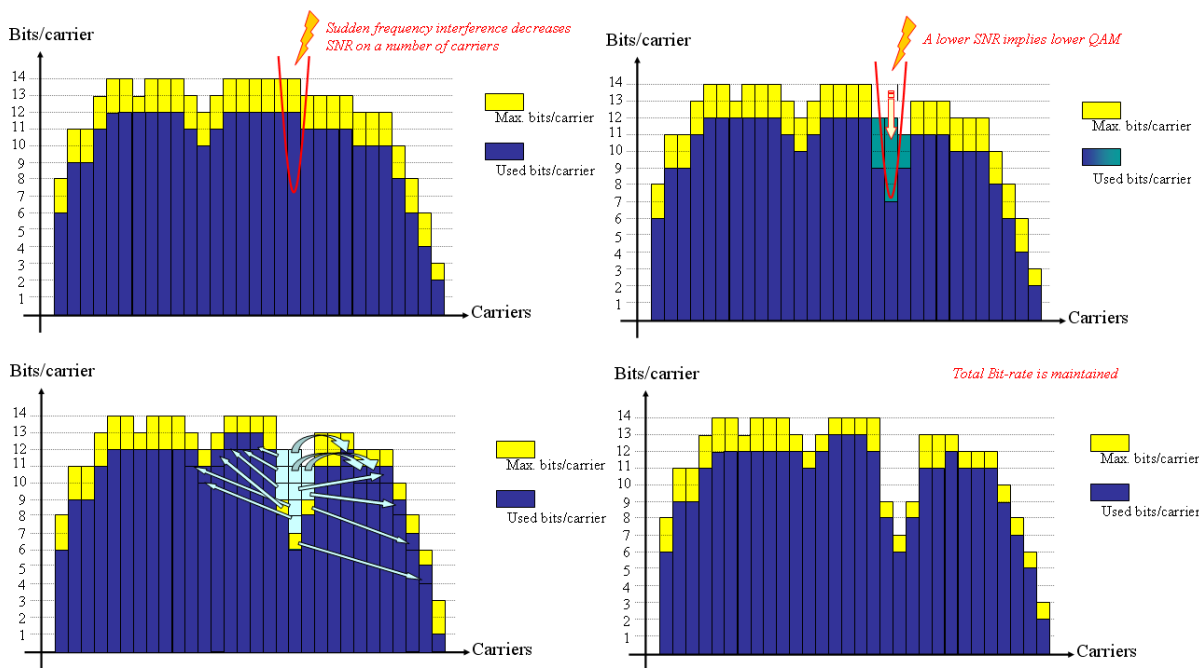 Bits/carrier
Sudden frequency interference decreases
SNR on a number of carriers
14
13
12
11
10
9
8
7
6
5
4
3
2
1
Max. bits/carrier
Used bits/carrier
Carriers
Bits/carrier
A lower SNR implies lower QAM
14
13
12
11
10
9
8
7
6
5
4
3
2
1
Max. bits/carrier
Used bits/carrier
Carriers
Bits/carrier
14
13
12
11
10
9
8
7
6
5
4
3
2
1
Max. bits/carrier
Used bits/carrier
Carriers
Bits/carrier
Total Bit-rate is maintained
14
13
12
11
10
9
8
7
6
5
4
3
2
1
Max. bits/carrier
Used bits/carrier
Carriers